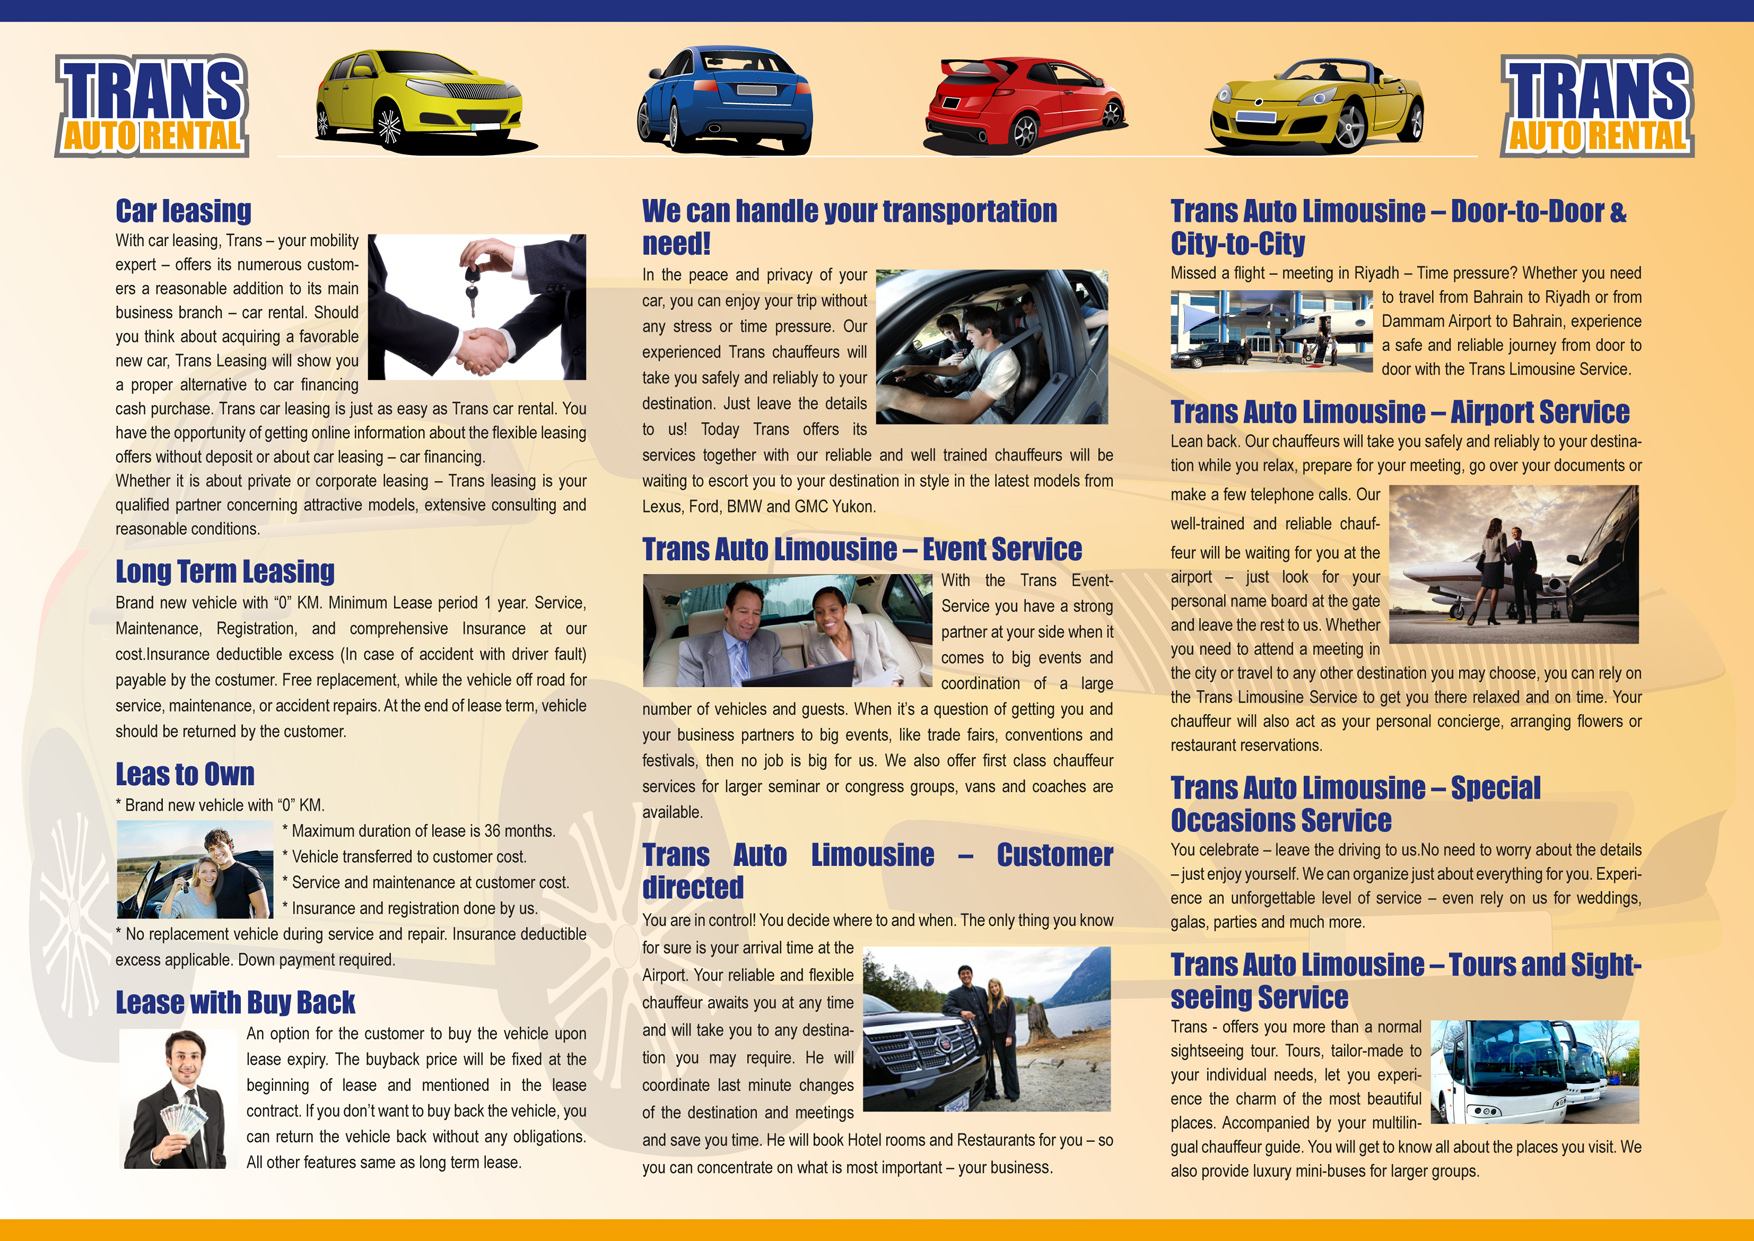 TRANS
AUTO RENTAL
TRANS
AUTO RENTAL
Car leasing
With car leasing, Trans – your mobility
expert – offers its numerous custom-
ers a reasonable addition to its main
business branch – car rental. Should
you think about acquiring a favorable
new car, Trans Leasing will show you
a proper alternative to car financing
cash purchase. Trans car leasing is just as easy as Trans car rental. You
have the opportunity of getting online information about the flexible leasing
offers without deposit or about car leasing – car financing.
Whether it is about private or corporate leasing – Trans leasing is your
qualified partner concerning attractive models, extensive consulting and
reasonable conditions.
Long Term Leasing
Brand new vehicle with “0” KM. Minimum Lease period 1 year. Service,
Maintenance, Registration, and comprehensive Insurance at our
cost.Insurance deductible excess (In case of accident with driver fault)
payable by the costumer. Free replacement, while the vehicle off road for
service, maintenance, or accident repairs. At the end of lease term, vehicle
should be returned by the customer.
Leas to Own
* Brand new vehicle with “0” KM.
* Maximum duration of lease is 36 months.
* Vehicle transferred to customer cost.
* Service and maintenance at customer cost.
* Insurance and registration done by us.
* No replacement vehicle during service and repair. Insurance deductible
excess applicable. Down payment required.
Lease with Buy Back
An option for the customer to buy the vehicle upon
lease expiry. The buyback price will be fixed at the
beginning of lease and mentioned in the lease
contract. If you don’t want to buy back the vehicle, you
can return the vehicle back without any obligations.
All other features same as long term lease.
We can handle your transportation
need!
In the peace and privacy of your
car, you can enjoy your trip without
any stress or time pressure. Our
experienced Trans chauffeurs will
take you safely and reliably to your
destination. Just leave the details
to us! Today Trans offers its
services together with our reliable and well trained chauffeurs will be
waiting to escort you to your destination in style in the latest models from
Lexus, Ford, BMW and GMC Yukon.
Trans Auto Limousine – Event Service
With the Trans Event-
Service you have a strong
partner at your side when it
comes to big events and
coordination of a large
number of vehicles and guests. When it’s a question of getting you and
your business partners to big events, like trade fairs, conventions and
festivals, then no job is big for us. We also offer first class chauffeur
services for larger seminar or congress groups, vans and coaches are
available.
Trans Auto Limousine – Customer
directed
You are in control! You decide where to and when. The only thing you know
for sure is your arrival time at the
Airport. Your reliable and flexible
chauffeur awaits you at any time
and will take you to any destina-
tion you may require. He will
coordinate last minute changes
of the destination and meetings
and save you time. He will book Hotel rooms and Restaurants for you – so
you can concentrate on what is most important – your business.
Trans Auto Limousine – Door-to-Door &
City-to-City
Missed a flight – meeting in Riyadh – Time pressure? Whether you need
to travel from Bahrain to Riyadh or from
Dammam Airport to Bahrain, experience
a safe and reliable journey from door to
door with the Trans Limousine Service.
Trans Auto Limousine – Airport Service
Lean back. Our chauffeurs will take you safely and reliably to your destina-
tion while you relax, prepare for your meeting, go over your documents or
make a few telephone calls. Our
well-trained and reliable chauf-
feur will be waiting for you at the
airport – just look for your
personal name board at the gate
and leave the rest to us. Whether
you need to attend a meeting in
the city or travel to any other destination you may choose, you can rely on
the Trans Limousine Service to get you there relaxed and on time. Your
chauffeur will also act as your personal concierge, arranging flowers or
restaurant reservations.
Trans Auto Limousine – Special
Occasions Service
You celebrate – leave the driving to us.No need to worry about the details
– just enjoy yourself. We can organize just about everything for you. Experi-
ence an unforgettable level of service – even rely on us for weddings,
galas, parties and much more.
Trans Auto Limousine – Tours and Sight-
seeing Service
Trans - offers you more than a normal
sightseeing tour. Tours, tailor-made to
your individual needs, let you experi-
ence the charm of the most beautiful
places. Accompanied by your multilin-
gual chauffeur guide. You will get to know all about the places you visit. We
also provide luxury mini-buses for larger groups.